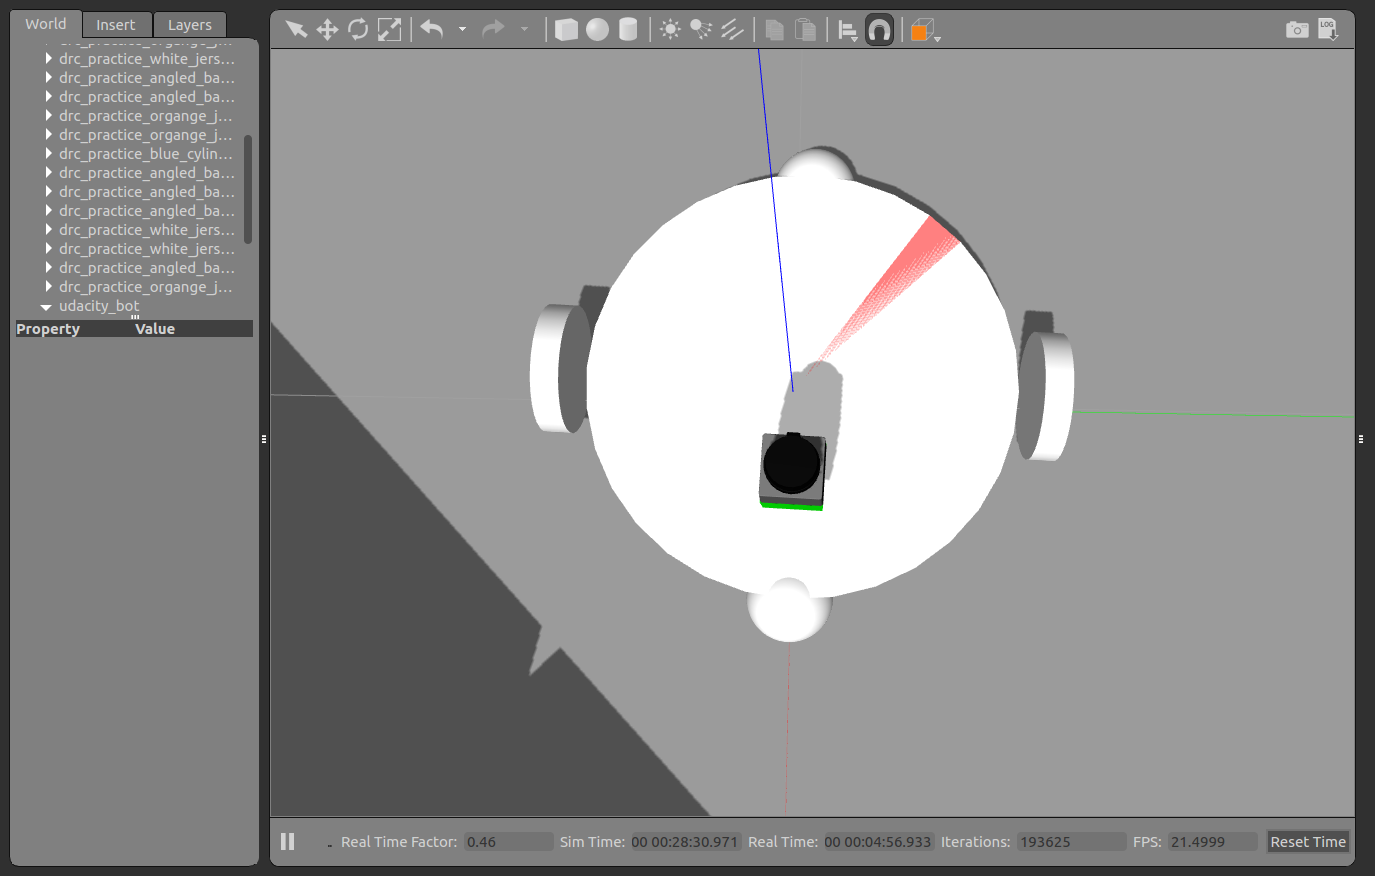 World Insert Layers
drc_practice_organge_j...
drc_practice_white_jers...
drc_practice_angled_ba...
drc_practice_angled_ba...
drc_practice_organge_j...
drc_practice_organge_j...
drc_practice_blue_cylin...
drc_practice_angled_ba...
drc_practice_angled_ba...
drc_practice_angled_ba...
drc_practice_white_jers...
drc_practice_white_jers...
drc_practice_angled_ba...
drc_practice_organge_j...
udacity_bot
Property Value
LOG
Real Time Factor: 0.46 Sim Time: 00 00:28:30.971 Real Time: 00 00:04:56.933 Iterations: 193625 FPS: 21.4999 Reset Time